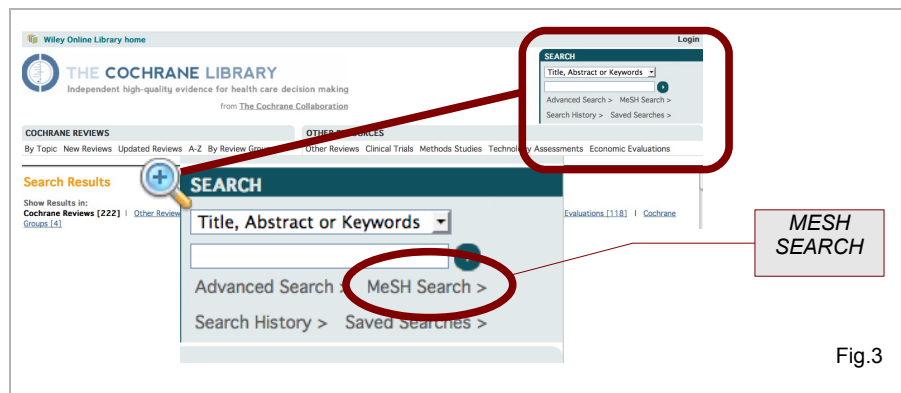 Wiley Online Library home
Login
THE COCHRANE LIBRARY
Independent high-quality evidence for health care decision making
from The Cochrane Collaboration
SEARCH
Title, Abstract or Keywords
Advanced Search > MeSH Search >
Search History > Saved Searches >
COCHRANE REVIEWS
OTHER RESOURCES
By Topic New Reviews Updated Reviews A-Z By Review Other Reviews Clinical Trials Methods Studies Technology Assessments Economic Evaluations
Search Results
Show Results in:
Cochrane Reviews [222] | Other Review Evaluations [118] | Cochrane
Groups [4]
SEARCH
Title, Abstract or Keywords
Advanced Search > MeSH Search >
Search History > Saved Searches >
MESH
SEARCH
Fig.3